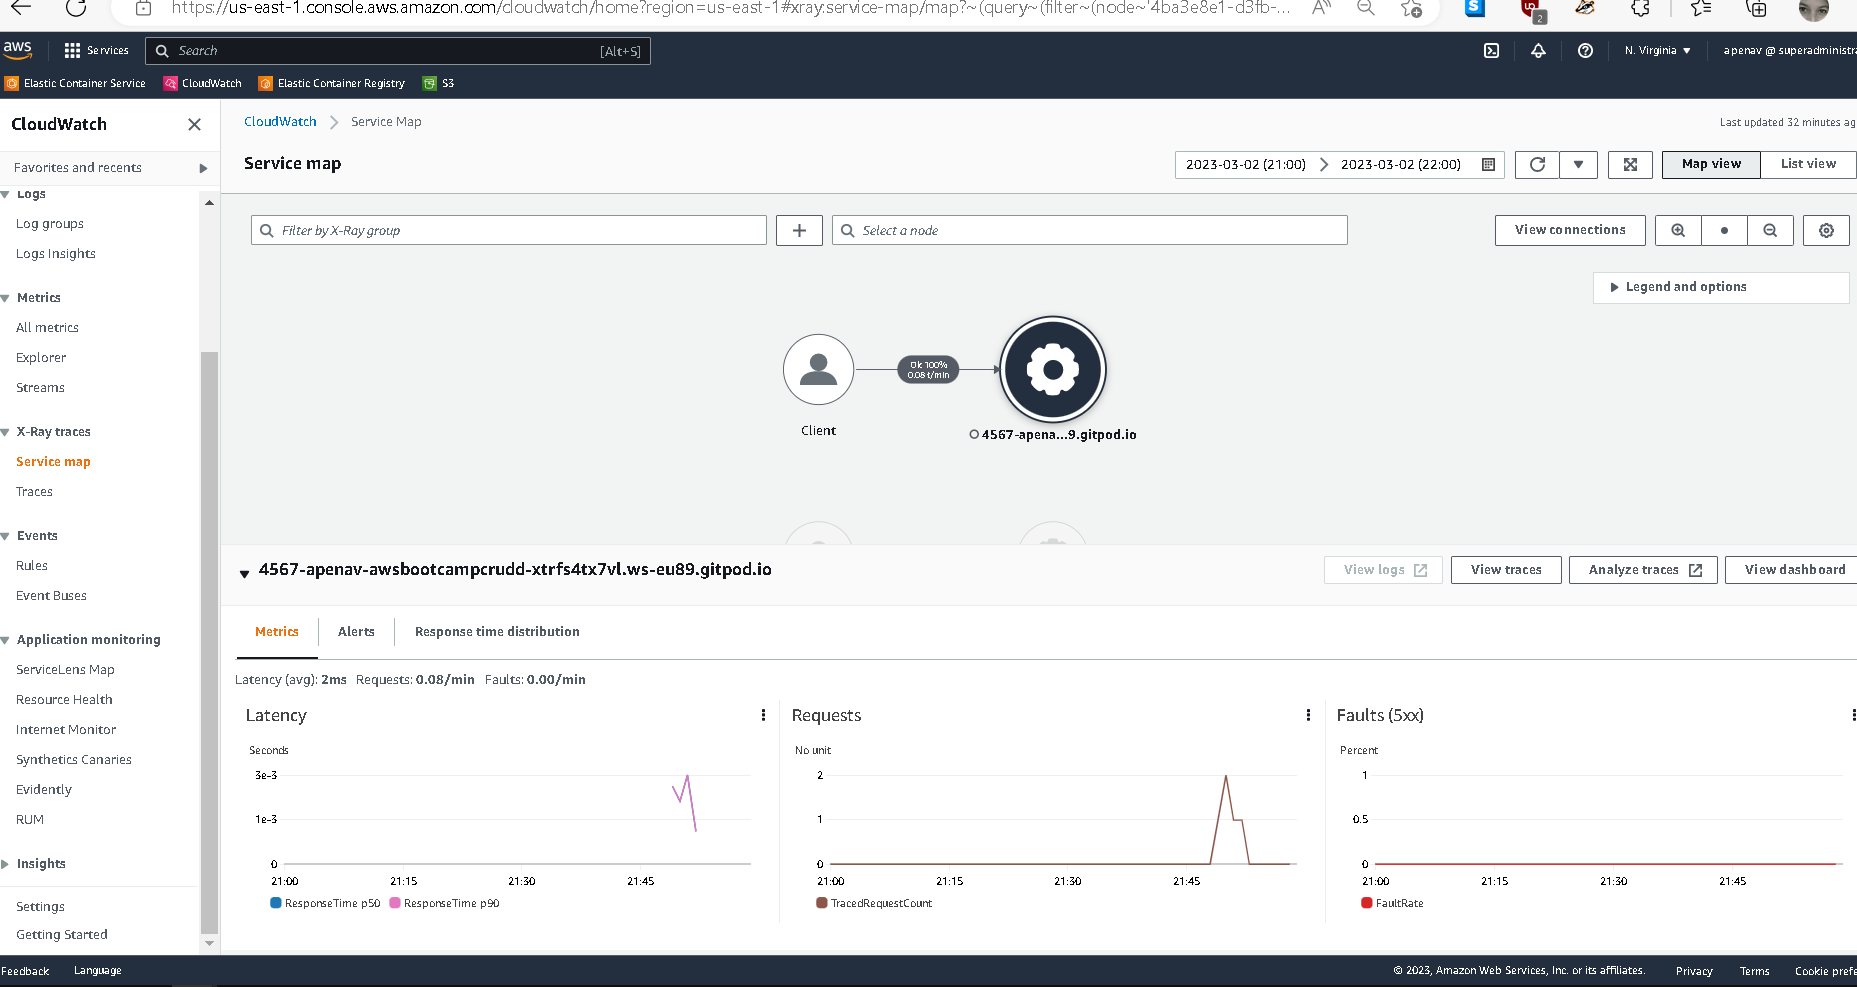 https://us-east-1.console.aws.amazon.com/cloudwatch/home?region=us-east-1#xray:service-map/map?~(query~(filter~(node~'4ba3e8e1-d3fb-...
2
aws Services Search [Alt+S] N. Virginia apenav @ superadministra
Elastic Container Service CloudWatch Elastic Container Registry S3
CloudWatch
Favorites and recents
Logs
Log groups
Logs Insights
Metrics
All metrics
Explorer
Streams
X-Ray traces
Service map
Traces
Events
Rules
Event Buses
Application monitoring
ServiceLens Map
Resource Health
Internet Monitor
Synthetics Canaries
Evidently
RUM
Insights
Settings
Getting Started
CloudWatch Service Map
Last updated 32 minutes ag
Service map
2023-03-02 (21:00) 2023-03-02 (22:00)
Map view List view
Filter by X-Ray group
Select a node
View connections
Legend and options
Ok 100%
0.08 t/min
Client
4567-apena...9.gitpod.io
4567-apenav-awsbootcampcrudd-xtrfs4tx7vl.ws-eu89.gitpod.io
View logs View traces Analyze traces View dashboard
Metrics Alerts Response time distribution
Latency (avg): 2ms Requests: 0.08/min Faults: 0.00/min
Latency
Seconds
3e-3
1e-3
0
21:00 21:15 21:30 21:45
ResponseTime p50 ResponseTime p90
Requests
No unit
2
1
0
21:00 21:15 21:30 21:45
TracedRequestCount
Faults (5xx)
Percent
1
0.5
0
21:00 21:15 21:30 21:45
FaultRate
Feedback Language © 2023, Amazon Web Services, Inc. or its affiliates. Privacy Terms Cookie prefe